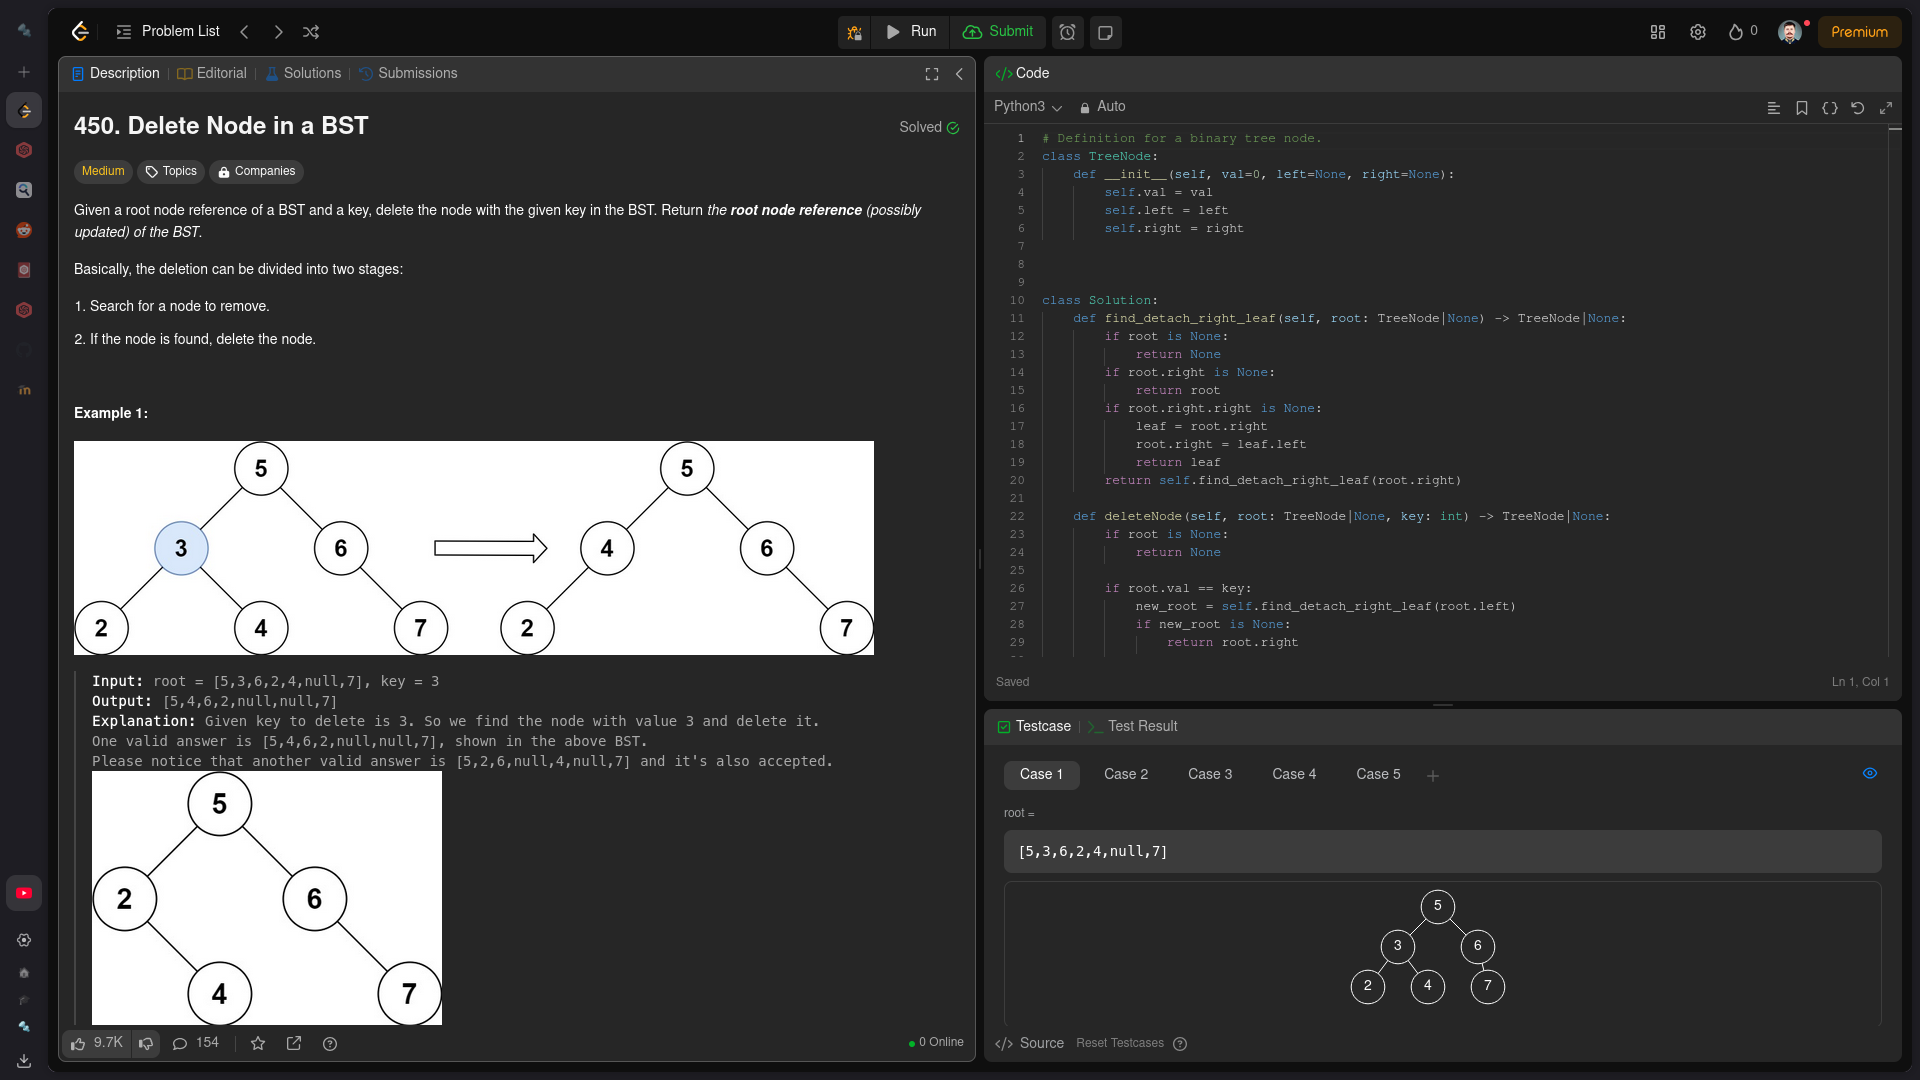 Problem List
Run
Submit
0
Premium
Description
Editorial
Solutions
Submissions
450. Delete Node in a BST
Solved
Medium
Topics
Companies
Given a root node reference of a BST and a key, delete the node with the given key in the BST. Return the root node reference (possibly
updated) of the BST.
Basically, the deletion can be divided into two stages:
1. Search for a node to remove.
2. If the node is found, delete the node.
Example 1:
5
5
3
6
4
6
2
4
7
2
7
Input: root = [5,3,6,2,4,null,7], key = 3
Output: [5,4,6,2,null,null,7]
Explanation: Given key to delete is 3. So we find the node with value 3 and delete it.
One valid answer is [5,4,6,2,null,null,7], shown in the above BST.
Please notice that another valid answer is [5,2,6,null,4,null,7] and it's also accepted.
5
2
6
4
7
9.7K
154
0 Online
Code
Python3
Auto
1 # Definition for a binary tree node.
2 class TreeNode:
3     def __init__(self, val=0, left=None, right=None):
4         self.val = val
5         self.left = left
6         self.right = right
7
8
9
10 class Solution:
11     def find_detach_right_leaf(self, root: TreeNode|None) -> TreeNode|None:
12         if root is None:
13             return None
14         if root.right is None:
15             return root
16         if root.right.right is None:
17             leaf = root.right
18             root.right = leaf.left
19             return leaf
20         return self.find_detach_right_leaf(root.right)
21
22     def deleteNode(self, root: TreeNode|None, key: int) -> TreeNode|None:
23         if root is None:
24             return None
25
26         if root.val == key:
27             new_root = self.find_detach_right_leaf(root.left)
28             if new_root is None:
29                 return root.right
Saved
Ln 1, Col 1
Testcase
Test Result
Case 1
Case 2
Case 3
Case 4
Case 5
root =
[5,3,6,2,4,null,7]
5
3
6
2
4
7
Source
Reset Testcases